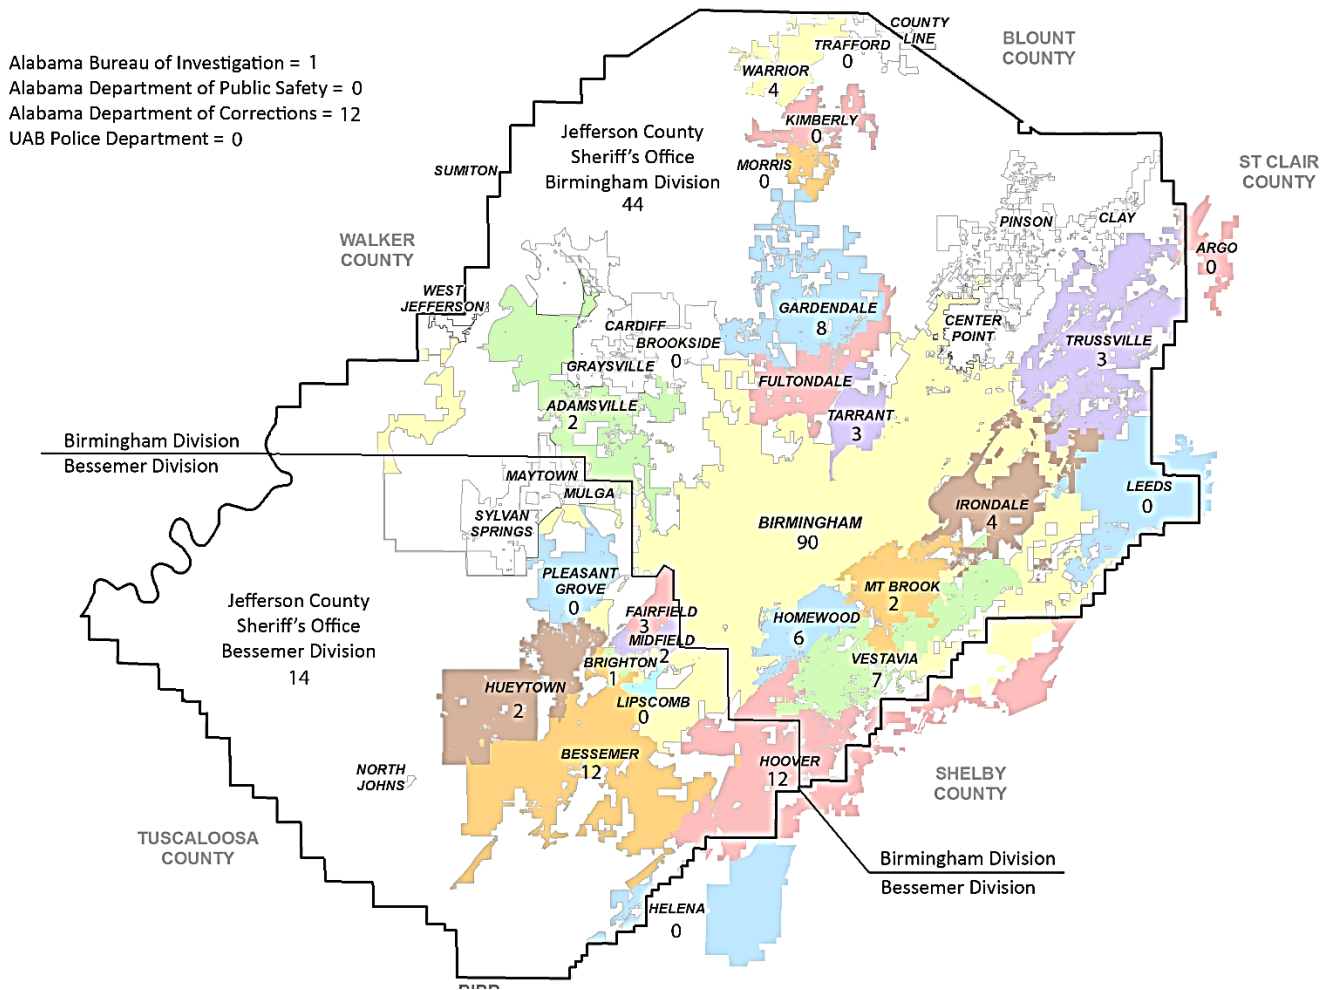 Alabama Bureau of Investigation = 1
Alabama Department of Public Safety = 0
Alabama Department of Corrections = 12
UAB Police Department = 0
COUNTY
LINE
TRAFFORD
0
BLOUNT
COUNTY
WARRIOR
4
KIMBERLY
0
Jefferson County
Sheriff's Office
Birmingham Division
44
MORRIS
0
SUMITON
ST CLAIR
COUNTY
PINSON
CLAY
WALKER
COUNTY
ARGO
0
WEST
JEFFERSON
GARDENDALE
8
CARDIFF
BROOKSIDE
0
CENTER
POINT
TRUSSVILLE
3
GRAYSVILLE
FULTONDALE
ADAMSVILLE
2
TARRANT
3
Birmingham Division
Bessemer Division
MAYTOWN
MULGA
LEEDS
0
SYLVAN
SPRINGS
IRONDALE
4
BIRMINGHAM
90
PLEASANT
GROVE
0
MT BROOK
2
Jefferson County
Sheriff's Office
Bessemer Division
14
FAIRFIELD
3
HOMEWOOD
6
MIDFIELD
2
BRIGHTON
1
VESTAVIA
7
HUEYTOWN
2
LIPSCOMB
0
BESSEMER
12
HOOVER
12
NORTH
JOHNS
SHELBY
COUNTY
TUSCALOOSA
COUNTY
Birmingham Division
Bessemer Division
HELENA
0